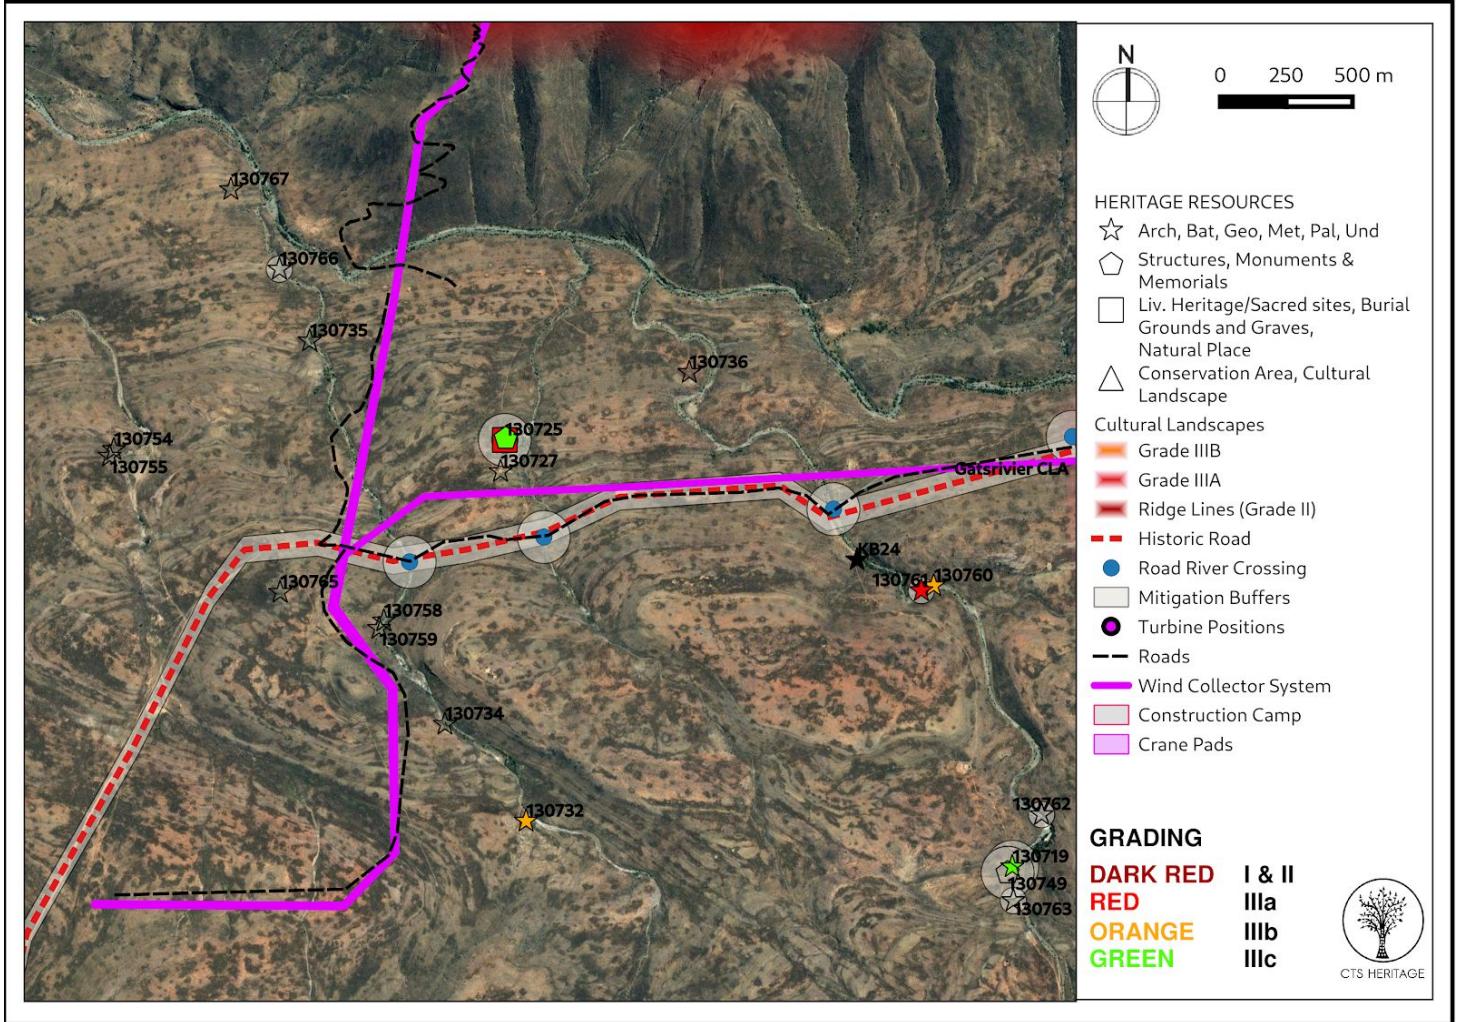 130767
130766
130735
130736
130754
130755
130725
130727
Gatsrivier CLA
KB24
130761
130760
130765
130758
130759
130734
130732
130762
130719
130749
130763
N
0 250 500 m
HERITAGE RESOURCES
Arch, Bat, Geo, Met, Pal, Und
Structures, Monuments &
Memorials
Liv. Heritage/Sacred sites, Burial
Grounds and Graves,
Natural Place
Conservation Area, Cultural
Landscape
Cultural Landscapes
Grade IIIB
Grade IIIA
Ridge Lines (Grade II)
Historic Road
Road River Crossing
Mitigation Buffers
Turbine Positions
Roads
Wind Collector System
Construction Camp
Crane Pads
GRADING
DARK RED I & II
RED IIIa
ORANGE IIIb
GREEN IIIc
CTS HERITAGE